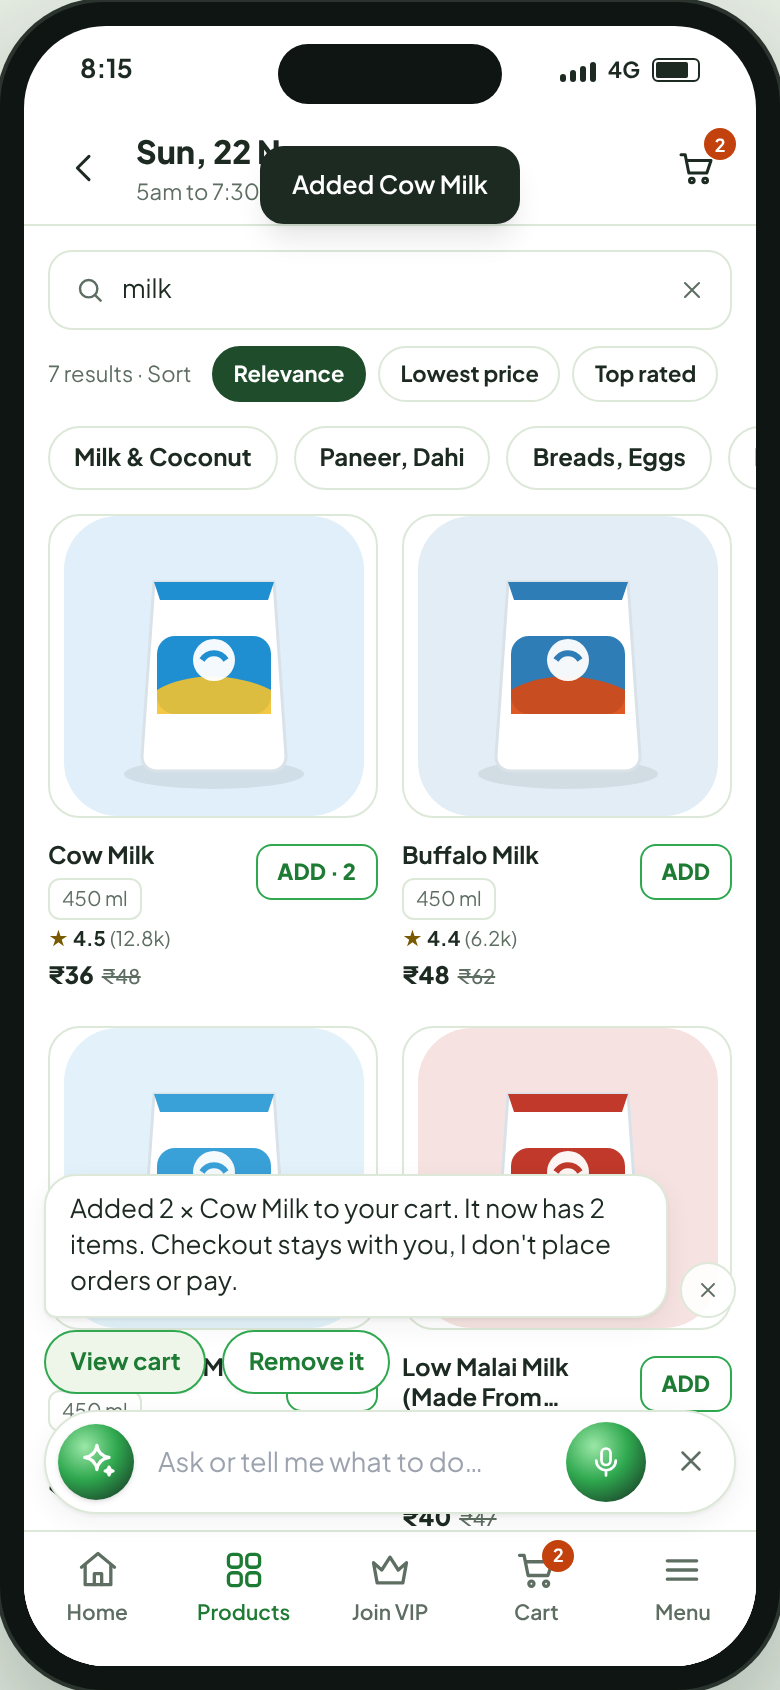 8:15
4G
Sun, 22 N
5am to 7:30
Added Cow Milk
2
milk
7 results · Sort
Relevance
Lowest price
Top rated
Milk & Coconut
Paneer, Dahi
Breads, Eggs
Cow Milk
ADD · 2
450 ml
★ 4.5 (12.8k)
₹36 ₹48
Buffalo Milk
ADD
450 ml
★ 4.4 (6.2k)
₹48 ₹62
Added 2 × Cow Milk to your cart. It now has 2
items. Checkout stays with you, I don't place
orders or pay.
View cart
Remove it
Low Malai Milk
(Made From...
ADD
450 ml
Ask or tell me what to do...
₹40 ₹47
Home
Products
Join VIP
2
Cart
Menu